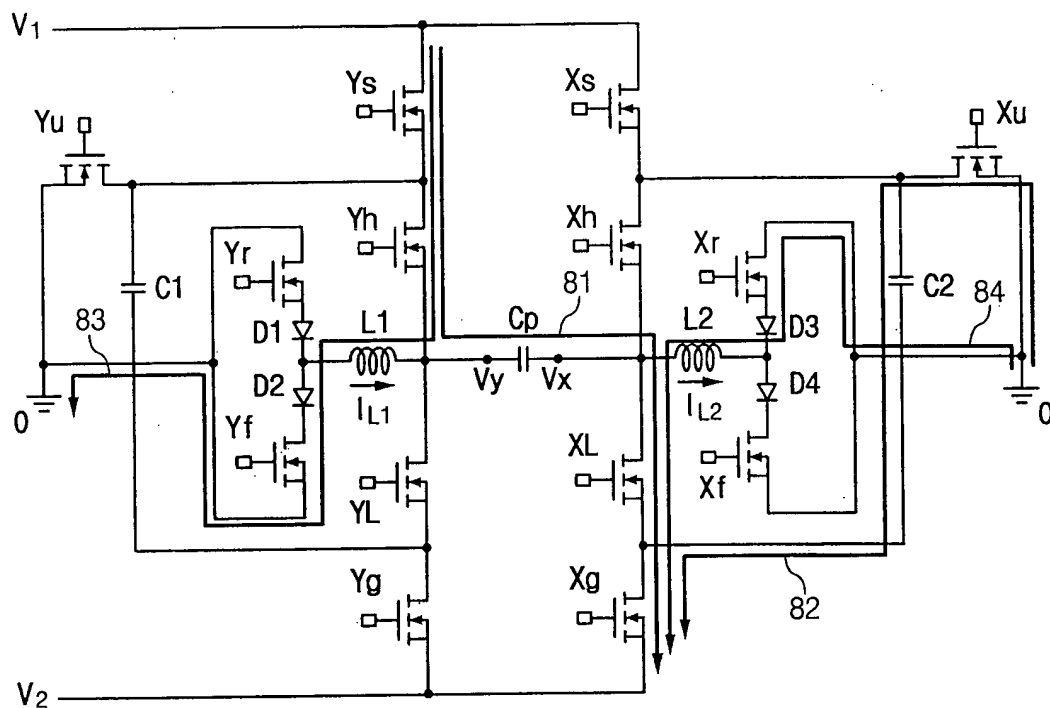 V1
Ys
Xs
Yu
Xu
Yh
Xh
Yr
Xr
C1
81
C2
84
83
D1
L1
Cp
L2
D3
Vy
Vx
D2
IL1
IL2
D4
0
0
Yf
XL
Xf
YL
Yg
Xg
82
V2